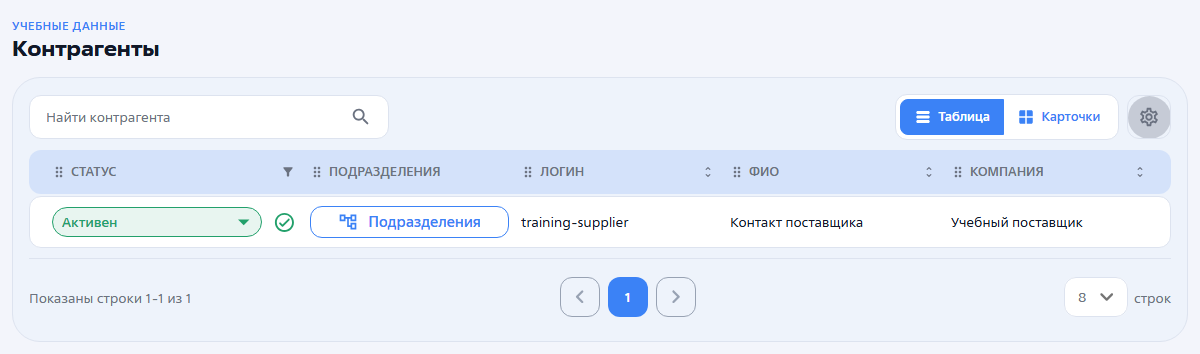 УЧЕБНЫЕ ДАННЫЕ
Контрагенты
Найти контрагента
Таблица
Карточки
СТАТУС
ПОДРАЗДЕЛЕНИЯ
ЛОГИН
ФИО
КОМПАНИЯ
Активен
Подразделения
training-supplier
Контакт поставщика
Учебный поставщик
Показаны строки 1-1 из 1
1
8
строк